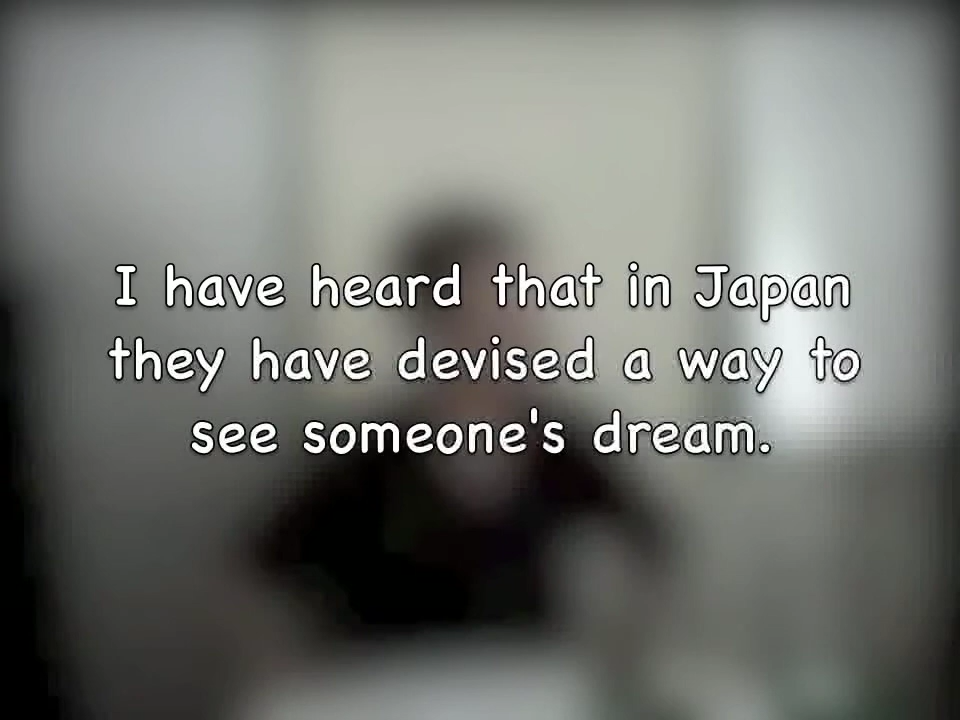 I have heard that in Japan
they have devised a way to
see someone's dream.